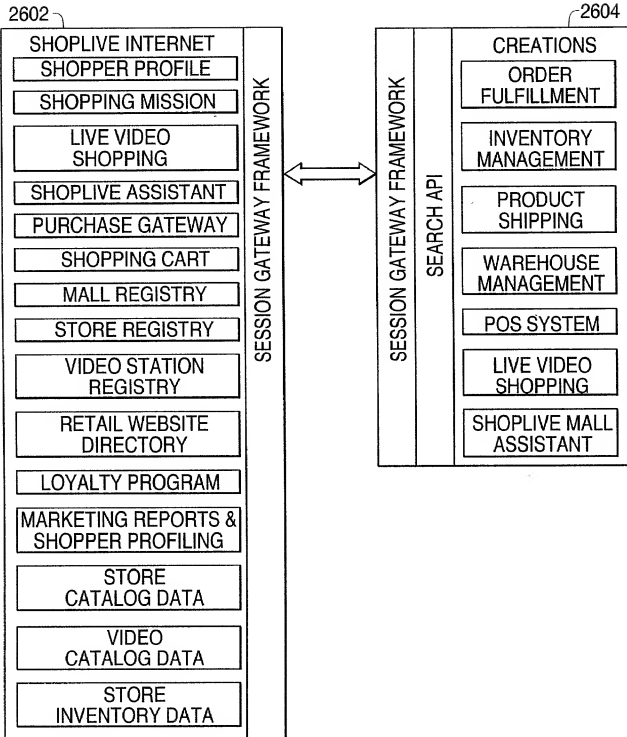 2602
SHOPLIVE INTERNET
SHOPPER PROFILE
SHOPPING MISSION
LIVE VIDEO
SHOPPING
SHOPLIVE ASSISTANT
PURCHASE GATEWAY
SHOPPING CART
MALL REGISTRY
STORE REGISTRY
VIDEO STATION
REGISTRY
RETAIL WEBSITE
DIRECTORY
LOYALTY PROGRAM
MARKETING REPORTS &
SHOPPER PROFILING
STORE
CATALOG DATA
VIDEO
CATALOG DATA
STORE
INVENTORY DATA
SESSION GATEWAY FRAMEWORK
2604
SESSION GATEWAY FRAMEWORK
SEARCH API
CREATIONS
ORDER
FULFILLMENT
INVENTORY
MANAGEMENT
PRODUCT
SHIPPING
WAREHOUSE
MANAGEMENT
POS SYSTEM
LIVE VIDEO
SHOPPING
SHOPLIVE MALL
ASSISTANT